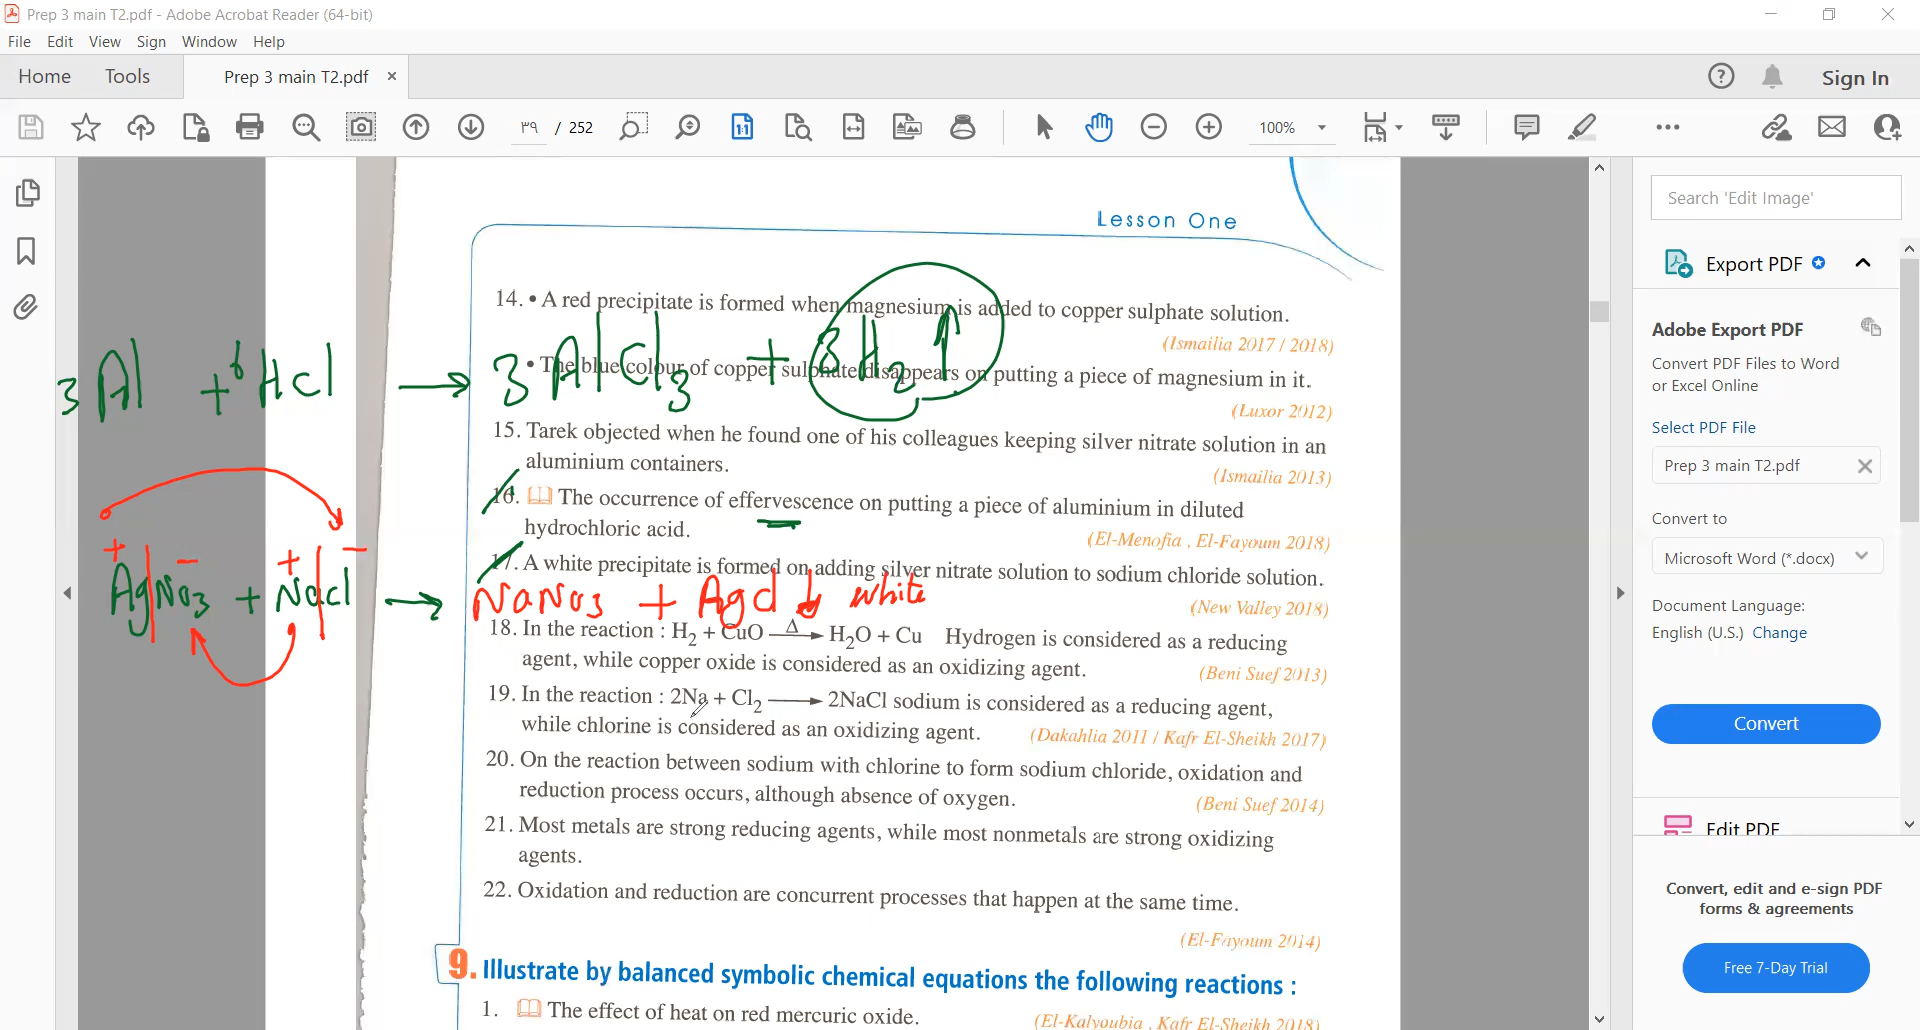 Prep 3 main T2.pdf - Adobe Acrobat Reader (64-bit)
File Edit View Sign Window Help
Home Tools Prep 3 main T2.pdf × Sign In
٣٩ / 252 100%
Lesson One
14. • A red precipitate is formed when magnesium is added to copper sulphate solution.
(Ismailia 2017 / 2018)
• The blue colour of copper sulphate disappears on putting a piece of magnesium in it.
(Luxor 2012)
3 Al + 6 HCl → 3 AlCl3 + 3H2 ↑
15. Tarek objected when he found one of his colleagues keeping silver nitrate solution in an
aluminium containers.
(Ismailia 2013)
16. The occurrence of effervescence on putting a piece of aluminium in diluted
hydrochloric acid.
(El-Menofia , El-Fayoum 2018)
17. A white precipitate is formed on adding silver nitrate solution to sodium chloride solution.
(New Valley 2018)
+ - + -
AgNO3 + NaCl → NaNO3 + AgCl ↓ white
18. In the reaction : H2 + CuO —Δ→ H2O + Cu Hydrogen is considered as a reducing
agent, while copper oxide is considered as an oxidizing agent.
(Beni Suef 2013)
19. In the reaction : 2Na + Cl2 → 2NaCl sodium is considered as a reducing agent,
while chlorine is considered as an oxidizing agent.
(Dakahlia 2011 / Kafr El-Sheikh 2017)
20. On the reaction between sodium with chlorine to form sodium chloride, oxidation and
reduction process occurs, although absence of oxygen.
(Beni Suef 2014)
21. Most metals are strong reducing agents, while most nonmetals are strong oxidizing
agents.
22. Oxidation and reduction are concurrent processes that happen at the same time.
(El-Fayoum 2014)
9. Illustrate by balanced symbolic chemical equations the following reactions :
1. The effect of heat on red mercuric oxide.
(El-Kalyoubia , Kafr El-Sheikh 2018)
Search 'Edit Image'
Export PDF
Adobe Export PDF
Convert PDF Files to Word
or Excel Online
Select PDF File
Prep 3 main T2.pdf
Convert to
Microsoft Word (*.docx)
Document Language:
English (U.S.) Change
Convert
Edit PDF
Convert, edit and e-sign PDF
forms & agreements
Free 7-Day Trial